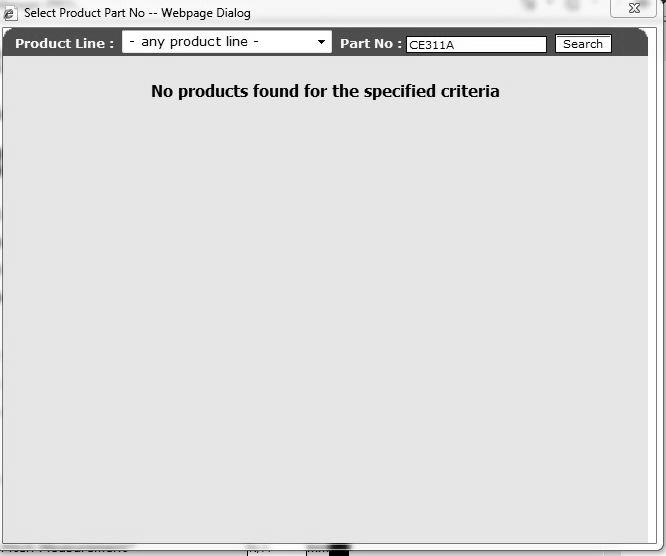 Select Product Part No -- Webpage Dialog
Product Line : - any product line - Part No : CE311A Search
No products found for the specified criteria